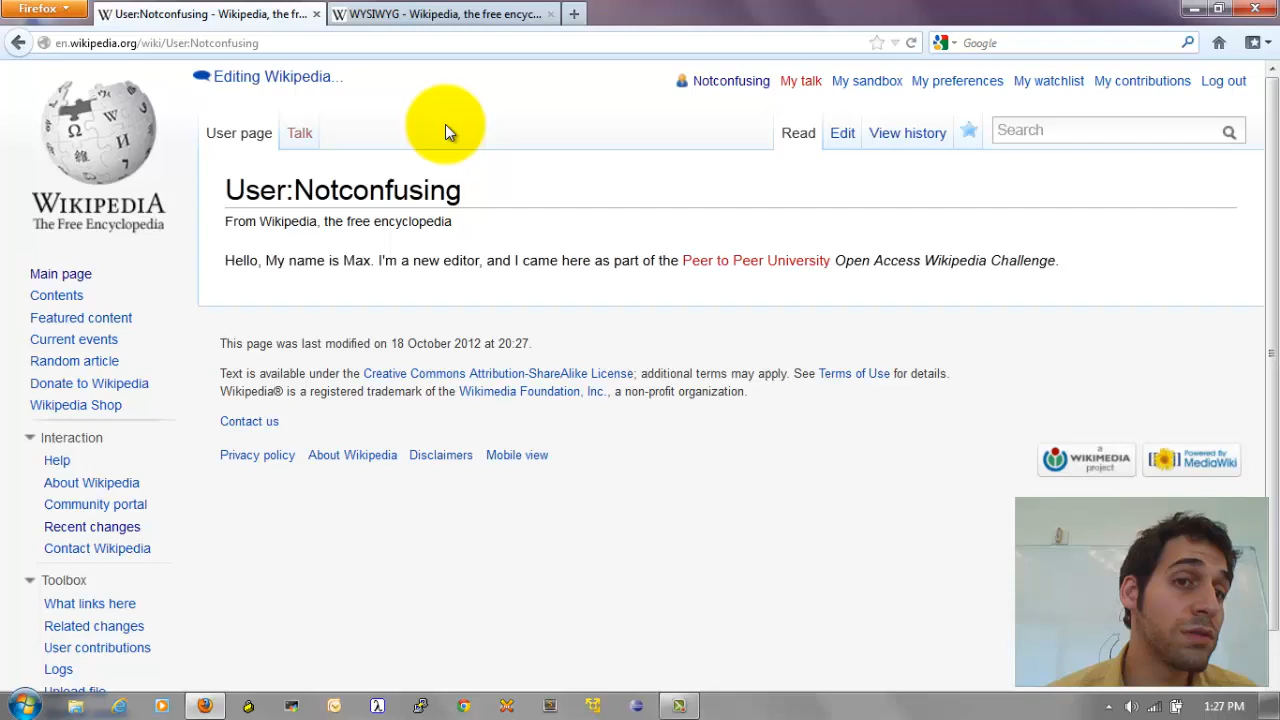 Firefox
User:Notconfusing - Wikipedia, the fr...
WYSIWYG - Wikipedia, the free encyc...
en.wikipedia.org/wiki/User:Notconfusing
Google
Editing Wikipedia...
Notconfusing My talk My sandbox My preferences My watchlist My contributions Log out
User page Talk Read Edit View history Search
WIKIPEDIA
The Free Encyclopedia
User:Notconfusing
From Wikipedia, the free encyclopedia
Hello, My name is Max. I'm a new editor, and I came here as part of the Peer to Peer University Open Access Wikipedia Challenge.
Main page
Contents
Featured content
Current events
Random article
Donate to Wikipedia
Wikipedia Shop
Interaction
Help
About Wikipedia
Community portal
Recent changes
Contact Wikipedia
Toolbox
What links here
Related changes
User contributions
Logs
Upload file
This page was last modified on 18 October 2012 at 20:27.
Text is available under the Creative Commons Attribution-ShareAlike License; additional terms may apply. See Terms of Use for details.
Wikipedia® is a registered trademark of the Wikimedia Foundation, Inc., a non-profit organization.
Contact us
Privacy policy About Wikipedia Disclaimers Mobile view
a
WIKIMEDIA
project
Powered By
MediaWiki
1:27 PM